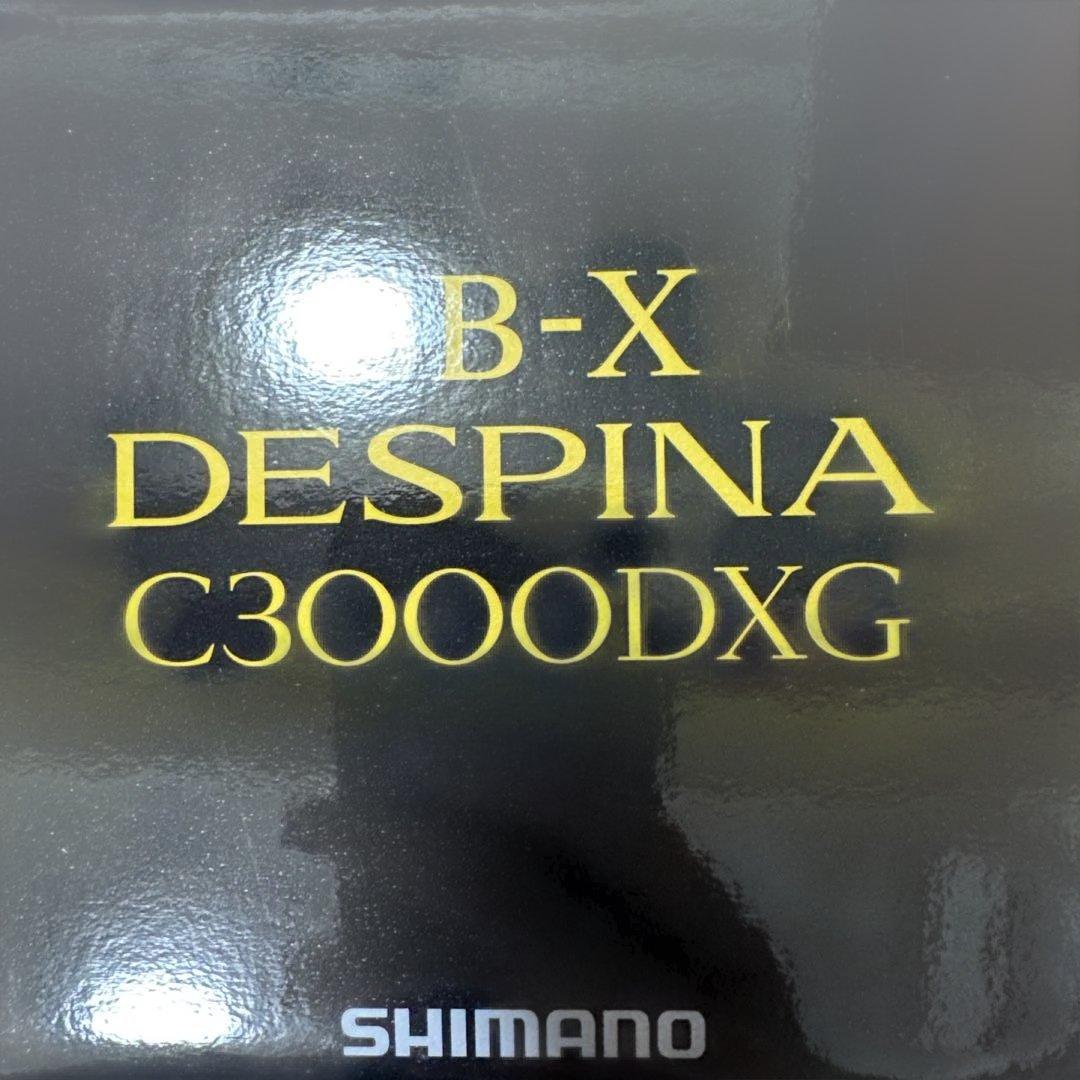 B-X
DESPINA
C3000DXG
SHIMANO